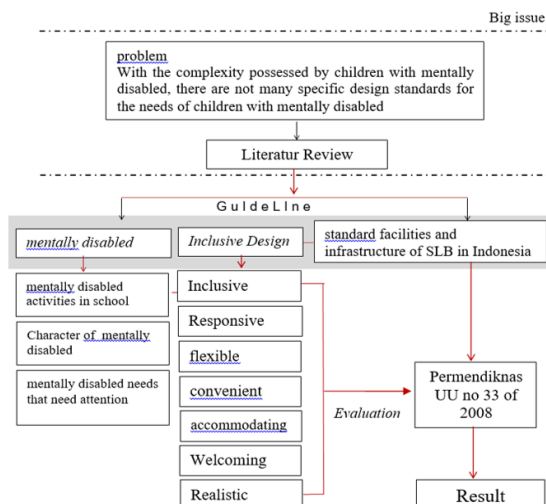 Big issue
problem
With the complexity possessed by children with mentally
disabled, there are not many specific design standards for
the needs of children with mentally disabled
Literatur Review
GuIdeLIne
mentally disabled
Inclusive Design
standard facilities and
infrastructure of SLB in Indonesia
mentally disabled
activities in school
Character of mentally
disabled
mentally disabled needs
that need attention
Inclusive
Responsive
flexible
convenient
accommodating
Welcoming
Realistic
Evaluation
Permendiknas
UU no 33 of
2008
Result